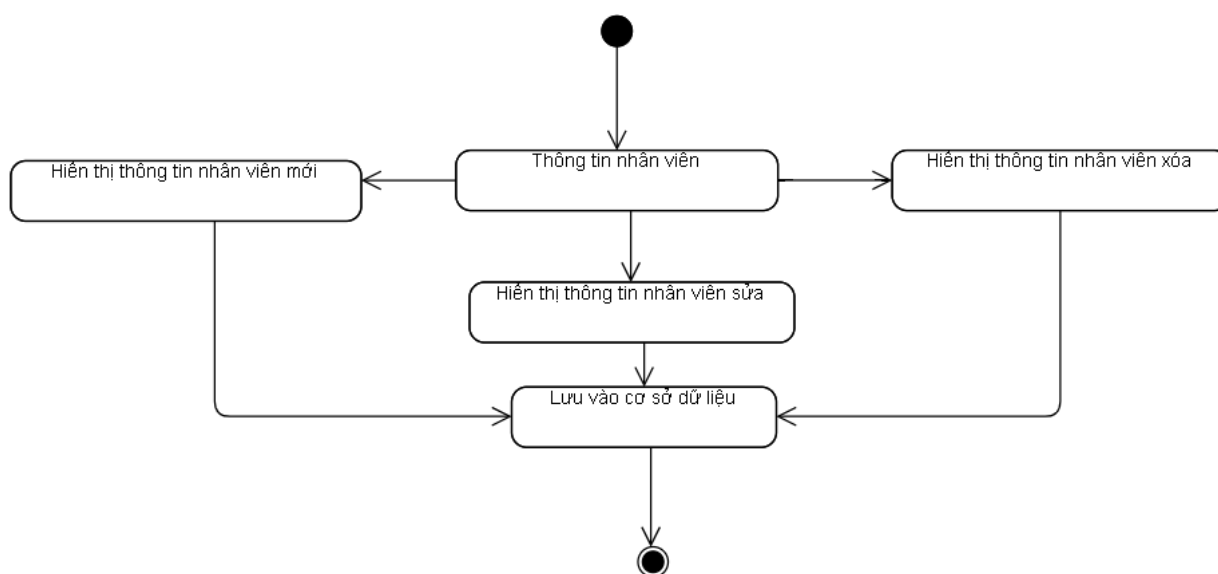 Hiển thị thông tin nhân viên mới
Thông tin nhân viên
Hiển thị thông tin nhân viên xóa
Hiển thị thông tin nhân viên sửa
Lưu vào cơ sở dữ liệu